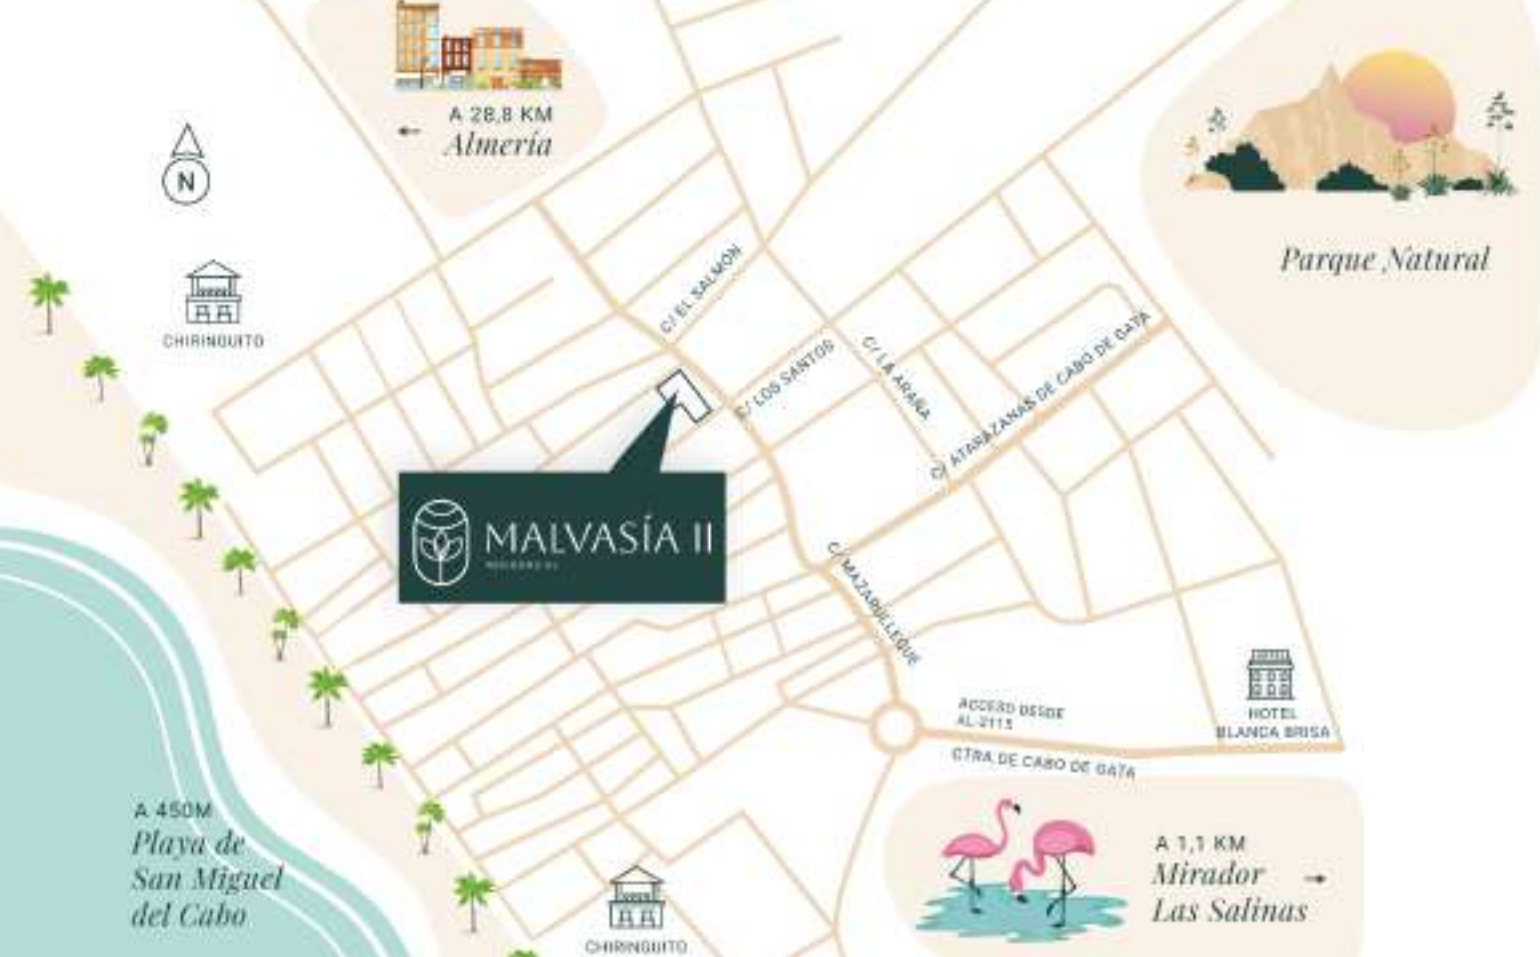 A 28,8 KM
Almería
N
CHIRINGUITO
Parque Natural
C/ EL SALMÓN
C/ LOS SANTOS
C/ LA ARAÑA
C/ ATARAZANAS DE CABO DE GATA
MALVASÍA II
RESIDENCIAL
C/ MAZARULLEQUE
ACCESO DESDE
AL-3115
CTRA DE CABO DE GATA
HOTEL
BLANCA BRISA
A 450M
Playa de
San Miguel
del Cabo
A 1,1 KM
Mirador
Las Salinas
CHIRINGUITO